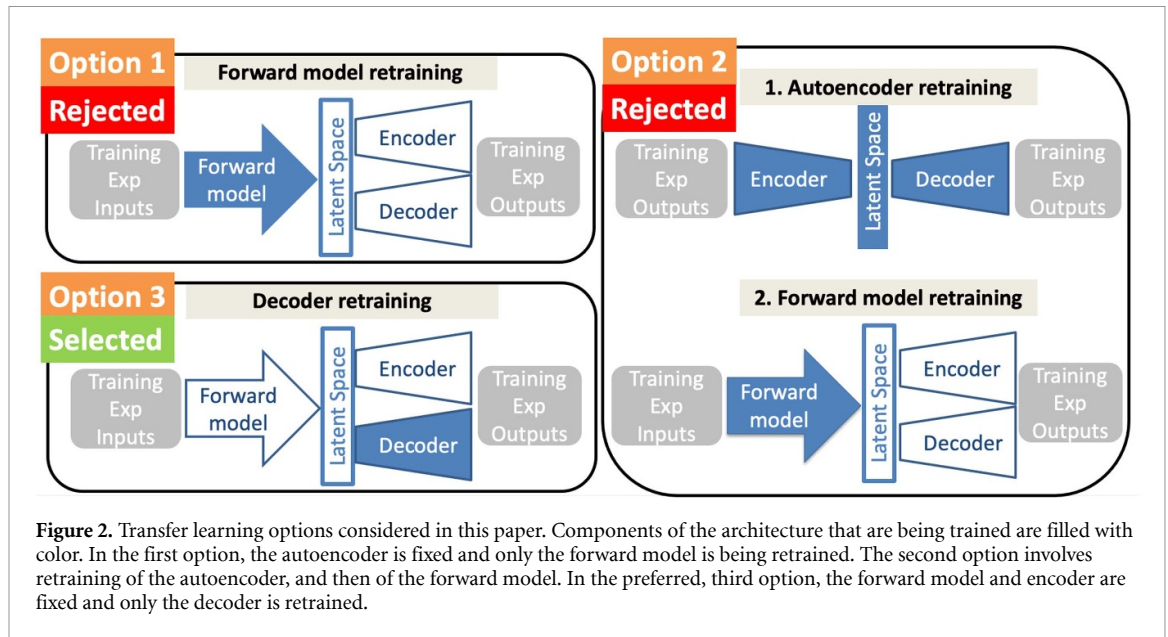 Option 1
Rejected
Forward model retraining
Training
Exp
Inputs
Forward
model
Latent Space
Encoder
Decoder
Training
Exp
Outputs
Option 2
Rejected
1. Autoencoder retraining
Training
Exp
Outputs
Encoder
Latent Space
Decoder
Training
Exp
Outputs
2. Forward model retraining
Training
Exp
Inputs
Forward
model
Latent Space
Encoder
Decoder
Training
Exp
Outputs
Option 3
Selected
Decoder retraining
Training
Exp
Inputs
Forward
model
Latent Space
Encoder
Decoder
Training
Exp
Outputs
Figure 2. Transfer learning options considered in this paper. Components of the architecture that are being trained are filled with
color. In the first option, the autoencoder is fixed and only the forward model is being retrained. The second option involves
retraining of the autoencoder, and then of the forward model. In the preferred, third option, the forward model and encoder are
fixed and only the decoder is retrained.